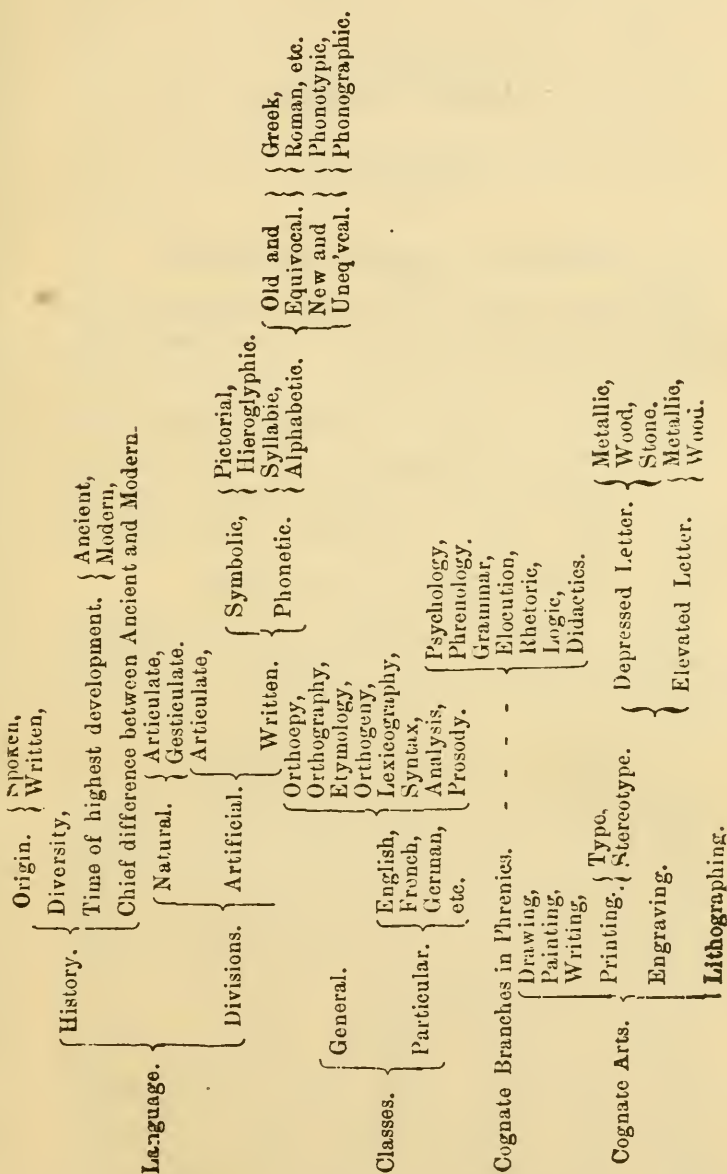 Origin. { Spoken,
Written,
Diversity,
History. { Time of highest development. { Ancient,
Modern,
Chief difference between Ancient and Modern.
Language. {
Natural. { Articulate,
Gesticulate.
Divisions. { Articulate,
Artificial. {
Written. { Symbolic, { Pictorial,
Hieroglyphic.
Phonetic. { Syllabic,
Alphabetic. { Old and
Equivocal. { Greek,
Roman, etc.
New and
Uneq'vcal. { Phonotypic,
Phonographic.
General.
Classes. {
Particular. { English,
French,
German,
etc. { Orthoepy,
Orthography,
Etymology,
Orthogeny,
Lexicography,
Syntax,
Analysis,
Prosody.
Cognate Branches in Phrenics. - - - - { Psychology,
Phrenology.
Grammar,
Elocution,
Rhetoric,
Logic,
Didactics.
Drawing,
Painting,
Writing,
Cognate Arts. { Printing. { Typo,
Stereotype.
Engraving. { Depressed Letter. { Metallic,
Wood,
Stone.
Elevated Letter. { Metallic,
Wood.
Lithographing.